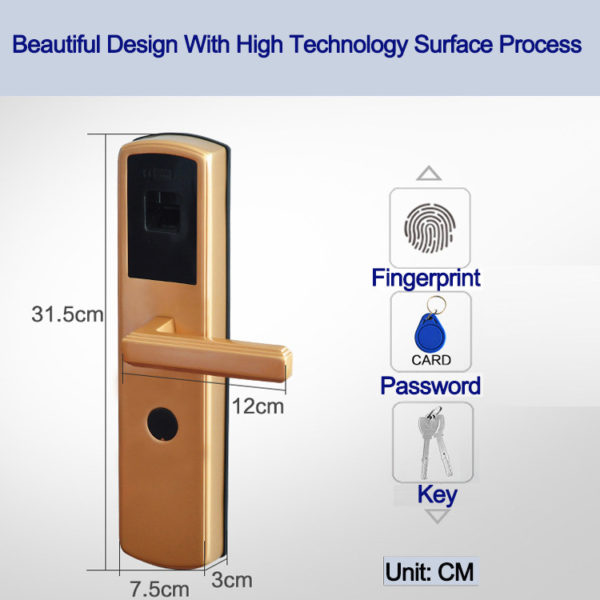 Beautiful Design With High Technology Surface Process
31.5cm
12cm
7.5cm
3cm
Fingerprint
CARD
Password
Key
Unit: CM